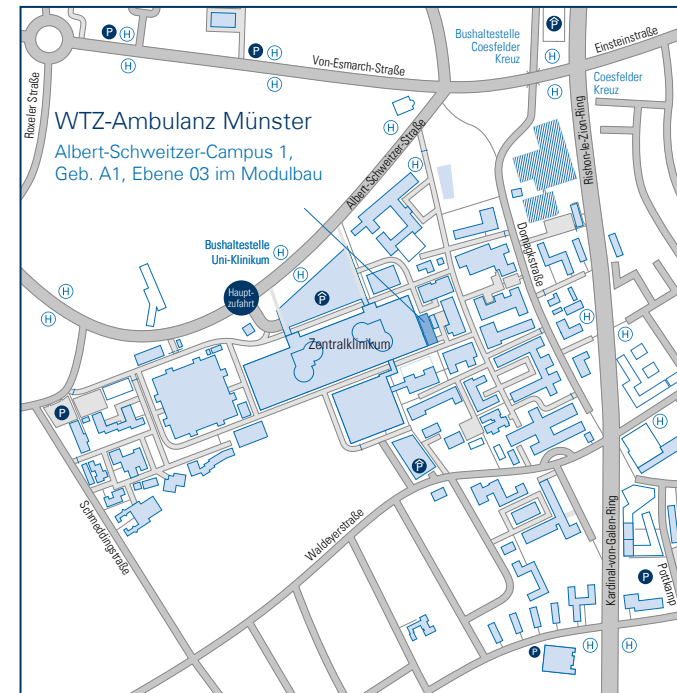 P
H
H
P
H
H
Von-Esmarch-Straße
Bushaltestelle
Coesfelder
Kreuz
P
H
H
Einsteinstraße
Coesfelder
Kreuz
H
H
Roxeler Straße
WTZ-Ambulanz Münster
Albert-Schweitzer-Campus 1,
Geb. A1, Ebene 03 im Modulbau
H
Albert-Schweitzer-Straße
Rishon-le-Zion-Ring
Domagkstraße
Bushaltestelle
Uni-Klinikum
H
H
Haupt-
zufahrt
P
H
H
H
H
Zentralklinikum
P
H
P
Schmeddingstraße
Waldeyerstraße
Kardinal-von-Galen-Ring
P
Pottkamp
P
H
H
H